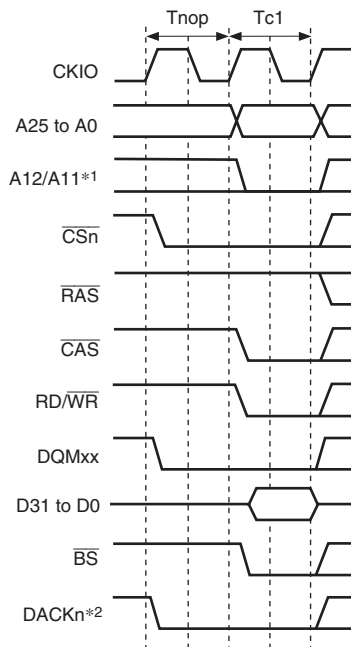 Tnop Tc1
CKIO
A25 to A0
A12/A11*1
CSn
RAS
CAS
RD/WR
DQMxx
D31 to D0
BS
DACKn*2